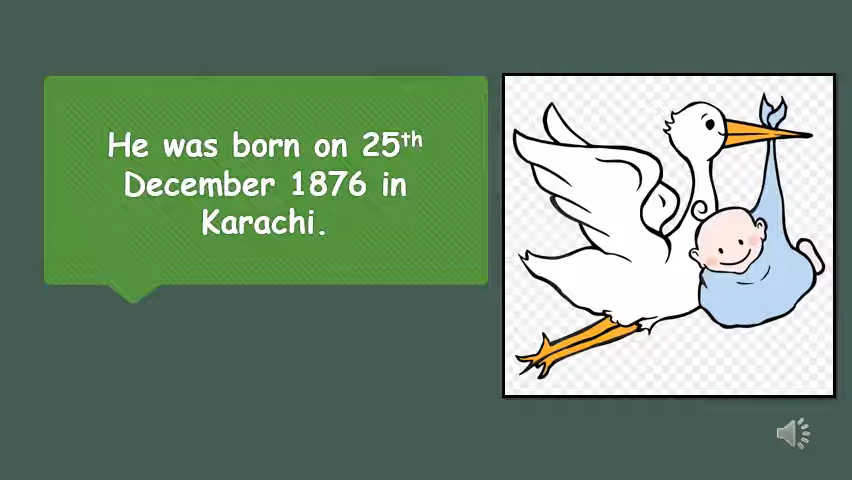 He was born on 25th
December 1876 in
Karachi.